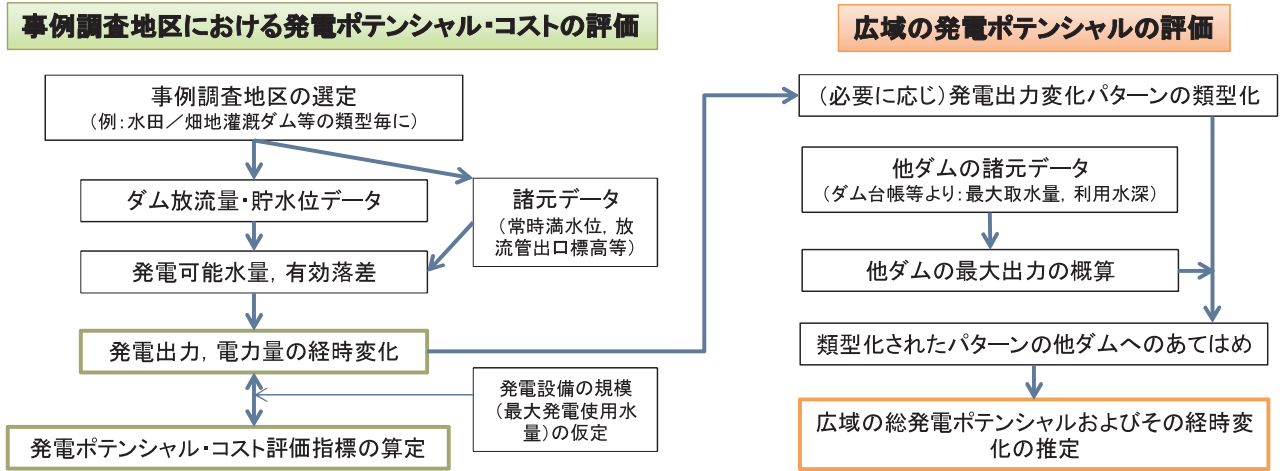 事例調査地区における発電ポテンシャル・コストの評価
事例調査地区の選定
（例：水田／畑地灌漑ダム等の類型毎に）
ダム放流量・貯水位データ
諸元データ
（常時満水位，放
流管出口標高等）
発電可能水量，有効落差
発電出力，電力量の経時変化
発電設備の規模
（最大発電使用水
量）の仮定
発電ポテンシャル・コスト評価指標の算定
広域の発電ポテンシャルの評価
（必要に応じ）発電出力変化パターンの類型化
他ダムの諸元データ
（ダム台帳等より：最大取水量，利用水深）
他ダムの最大出力の概算
類型化されたパターンの他ダムへのあてはめ
広域の総発電ポテンシャルおよびその経時変
化の推定